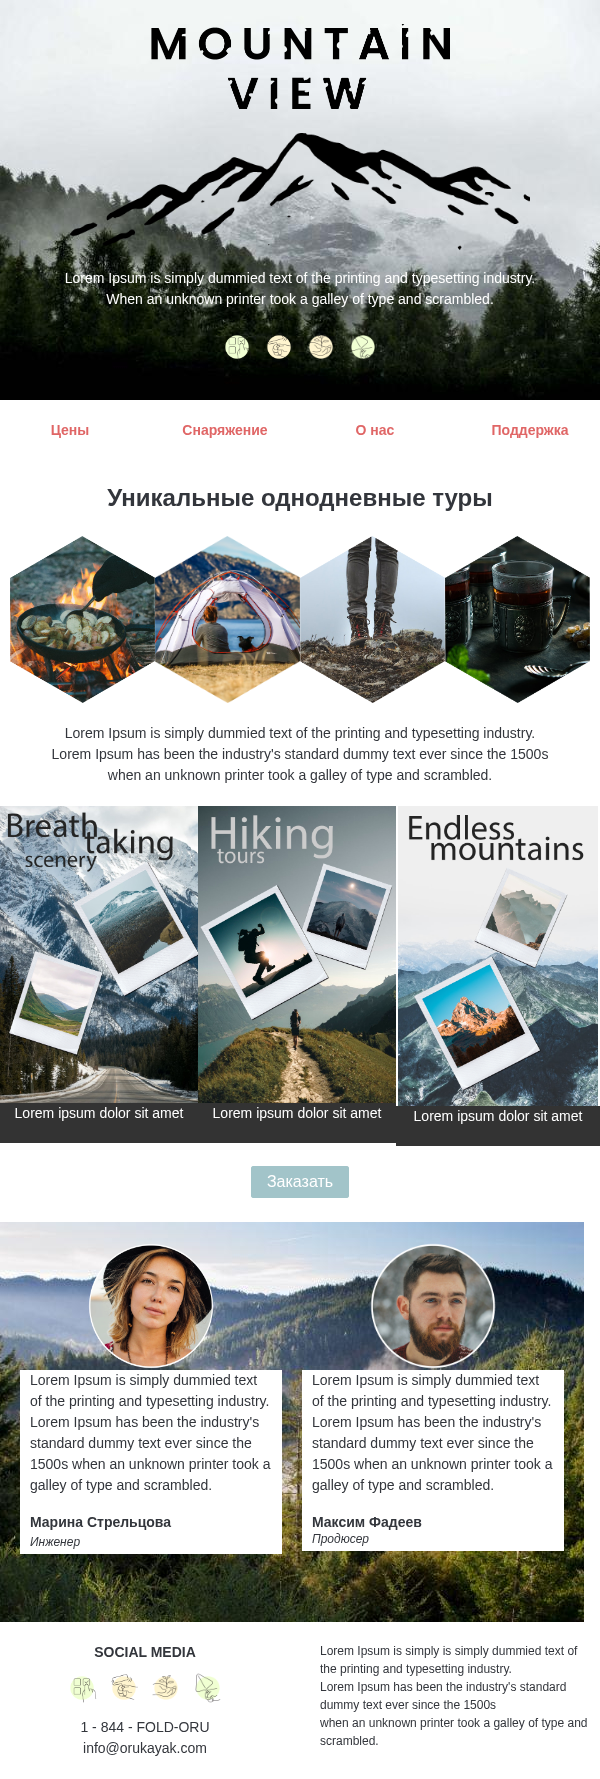 MOUNTAIN
VIEW
Lorem Ipsum is simply dummied text of the printing and typesetting industry.
When an unknown printer took a galley of type and scrambled.
Цены Снаряжение О нас Поддержка
Уникальные однодневные туры
Lorem Ipsum is simply dummied text of the printing and typesetting industry.
Lorem Ipsum has been the industry's standard dummy text ever since the 1500s
when an unknown printer took a galley of type and scrambled.
Breath
taking
scenery
Lorem ipsum dolor sit amet
Hiking
tours
Lorem ipsum dolor sit amet
Endless
mountains
Lorem ipsum dolor sit amet
Заказать
Lorem Ipsum is simply dummied text
of the printing and typesetting industry.
Lorem Ipsum has been the industry's
standard dummy text ever since the
1500s when an unknown printer took a
galley of type and scrambled.
Марина Стрельцова
Инженер
Lorem Ipsum is simply dummied text
of the printing and typesetting industry.
Lorem Ipsum has been the industry's
standard dummy text ever since the
1500s when an unknown printer took a
galley of type and scrambled.
Максим Фадеев
Продюсер
SOCIAL MEDIA
1 - 844 - FOLD-ORU
info@orukayak.com
Lorem Ipsum is simply is simply dummied text of
the printing and typesetting industry.
Lorem Ipsum has been the industry's standard
dummy text ever since the 1500s
when an unknown printer took a galley of type and
scrambled.